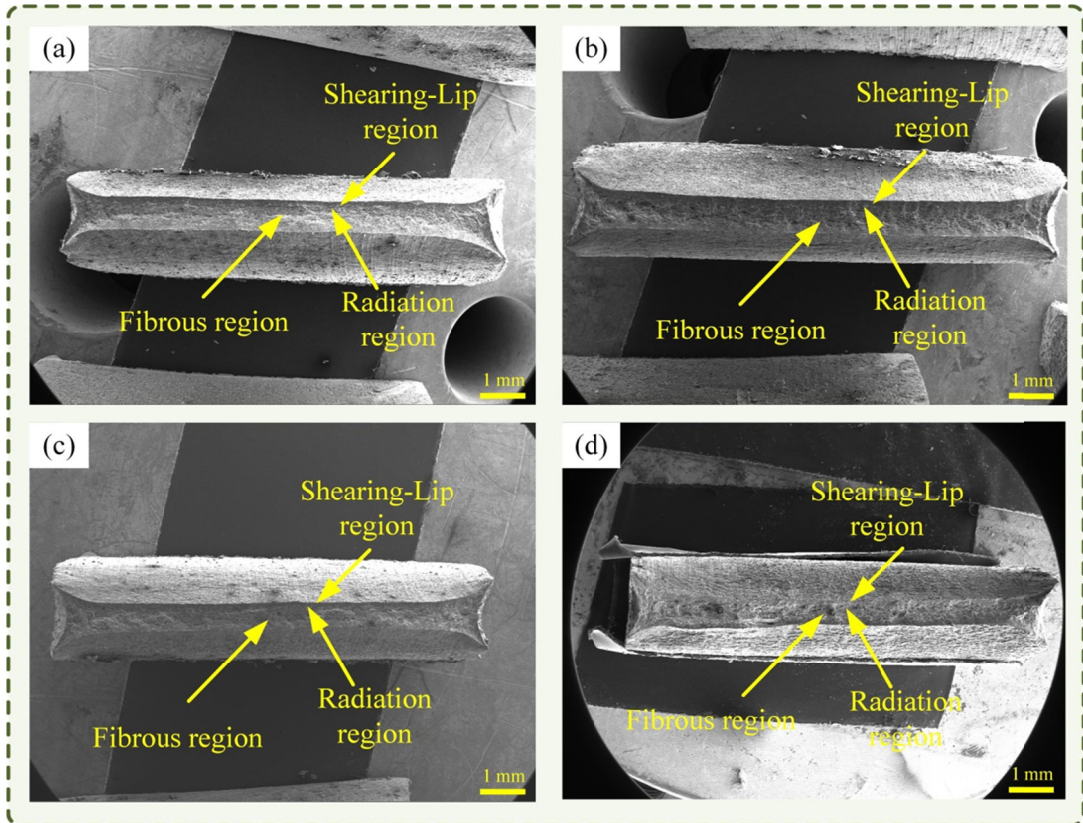 (a)
Shearing-Lip
region
Fibrous region
Radiation
region
1 mm
(b)
Shearing-Lip
region
Fibrous region
Radiation
region
1 mm
(c)
Shearing-Lip
region
Fibrous region
Radiation
region
1 mm
(d)
Shearing-Lip
region
Fibrous region
Radiation
region
1 mm